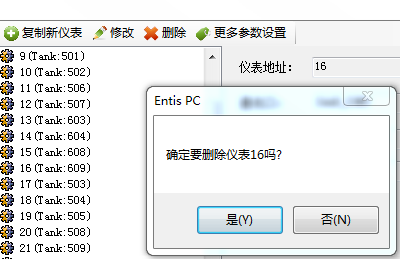 复制新仪表 修改 删除 更多参数设置
9(Tank:501)
10(Tank:502)
11(Tank:506)
12(Tank:507)
13(Tank:603)
14(Tank:604)
15(Tank:608)
16(Tank:609)
17(Tank:503)
18(Tank:504)
19(Tank:505)
20(Tank:508)
21(Tank:509)
仪表地址: 16
Entis PC
确定要删除仪表16吗?
是(Y) 否(N)